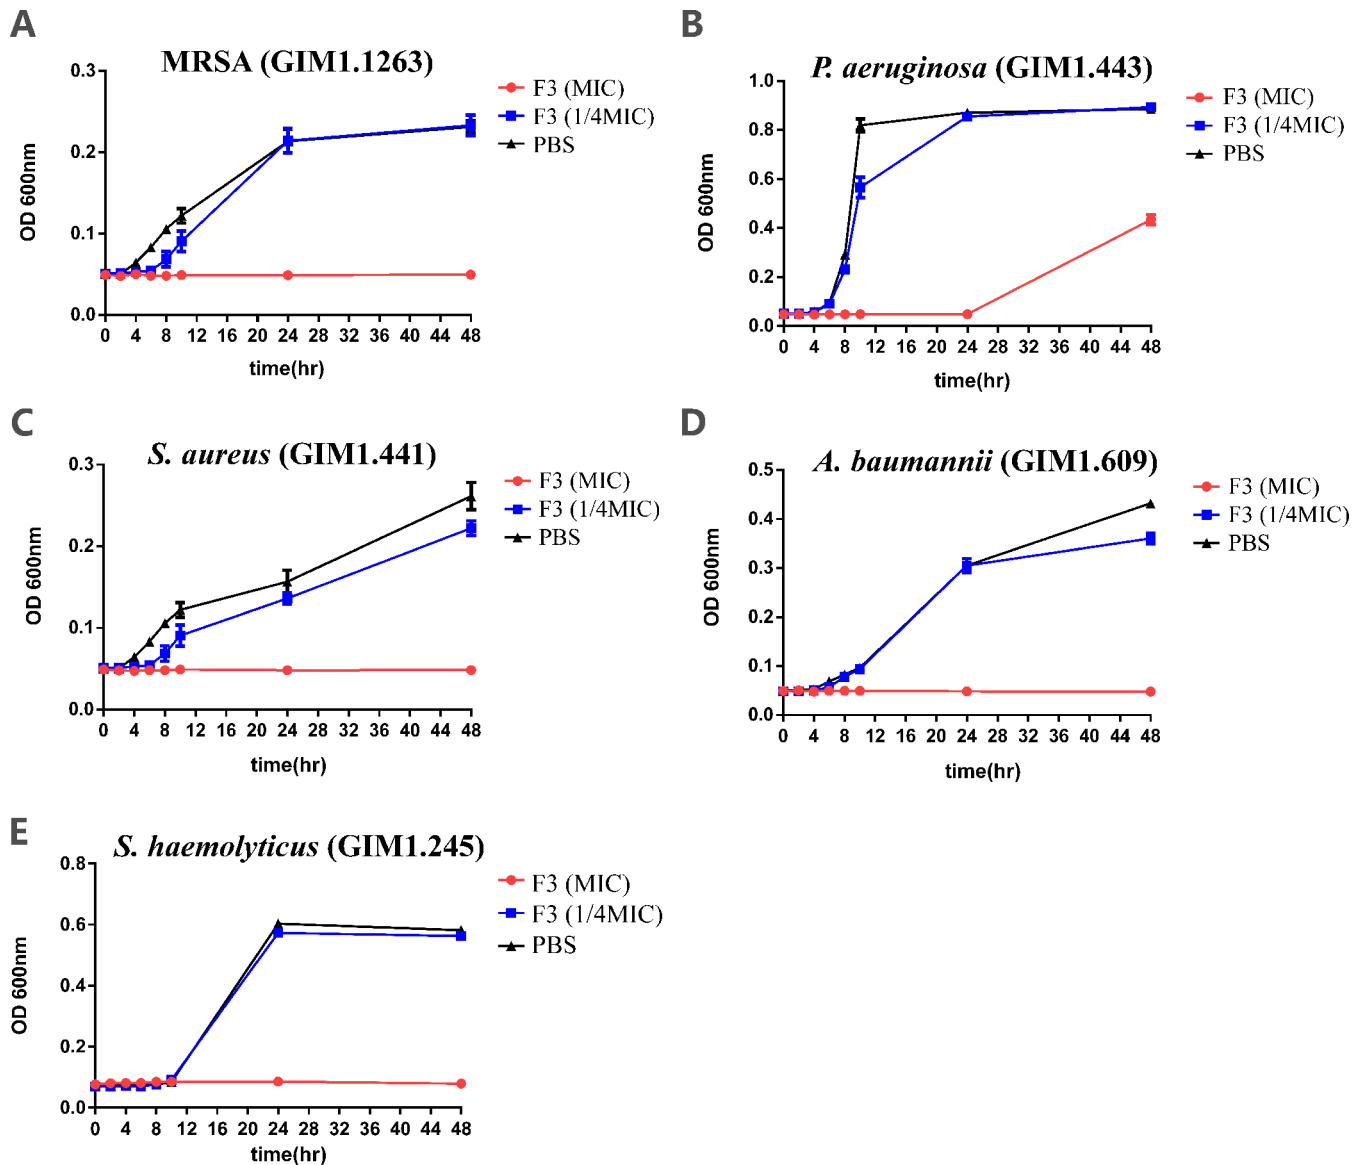 A
MRSA (GIM1.1263)
0.3
0.2
0.1
0.0
OD 600nm
0 4 8 12 16 20 24 28 32 36 40 44 48
time(hr)
F3 (MIC)
F3 (1/4MIC)
PBS
B
P. aeruginosa (GIM1.443)
1.0
0.8
0.6
0.4
0.2
0.0
OD 600nm
0 4 8 12 16 20 24 28 32 36 40 44 48
time(hr)
F3 (MIC)
F3 (1/4MIC)
PBS
C
S. aureus (GIM1.441)
0.3
0.2
0.1
0.0
OD 600nm
0 4 8 12 16 20 24 28 32 36 40 44 48
time(hr)
F3 (MIC)
F3 (1/4MIC)
PBS
D
A. baumannii (GIM1.609)
0.5
0.4
0.3
0.2
0.1
0.0
OD 600nm
0 4 8 12 16 20 24 28 32 36 40 44 48
time(hr)
F3 (MIC)
F3 (1/4MIC)
PBS
E
S. haemolyticus (GIM1.245)
0.8
0.6
0.4
0.2
0.0
OD 600nm
0 4 8 12 16 20 24 28 32 36 40 44 48
time(hr)
F3 (MIC)
F3 (1/4MIC)
PBS